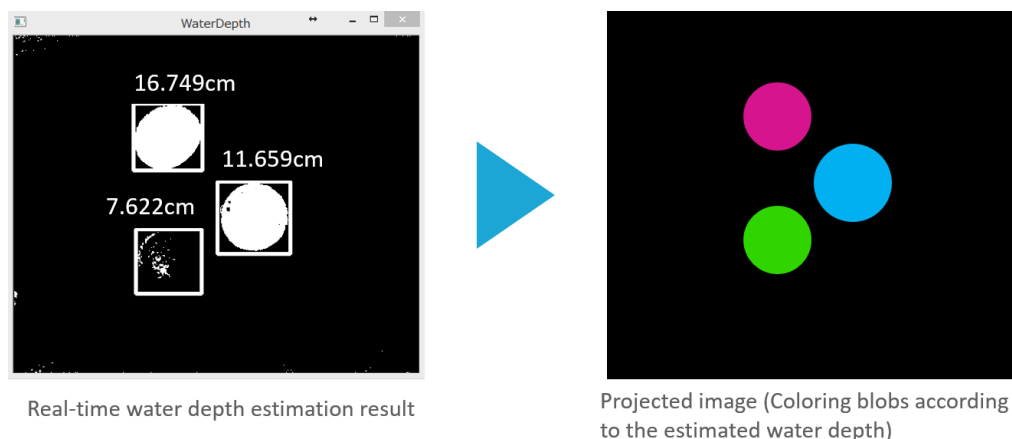 WaterDepth
16.749cm
11.659cm
7.622cm
Real-time water depth estimation result
Projected image (Coloring blobs according
to the estimated water depth)